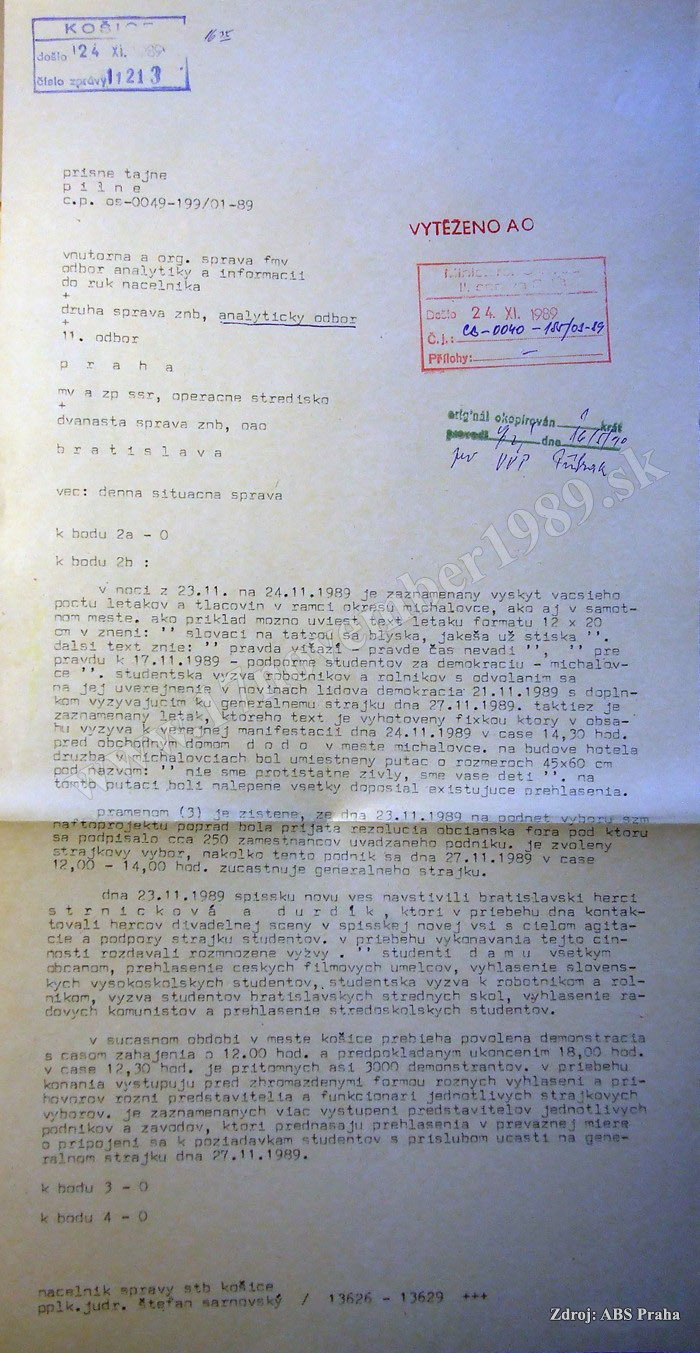 KOŠICE
došlo 24 XI. 1989
číslo zprávy 11213
16 25
prisne tajne
p i l n e
c.p. os-0049-199/01-89
VYTĚŽENO AO
vnutorna a org. sprava fmv
odbor analytiky a informacii
do ruk nacelnika
+
druha sprava znb, analyticky odbor
+
11. odbor
p r a h a
Došlo 24. XI. 1989
Č.j.:
Přílohy: —
mv a zp ssr, operacne stredisko
+
dvanasta sprava znb, oao
b r a t i s l a v a
originál okopírován 1 krát
provedl dne
vec: denna situacna sprava
k bodu 2a - 0
k bodu 2b :
v noci z 23.11. na 24.11.1989 je zaznamenany vyskyt vacsieho
poctu letakov a tlacovin v ramci okresu michalovce, ako aj v samot-
nom meste. ako priklad mozno uviest text letaku formatu 12 x 20
cm v zneni: '' slovaci na tatrou sa blyska, jakeša už stiska ''.
dalsi text znie: '' pravda víťazí - pravde čas nevadi '', '' pre
pravdu k 17.11.1989 - podporme studentov za demokraciu - michalov-
ce ''. studentska vyzva robotnikov a rolnikov s odvolanim sa
na jej uverejnenie v novinach lidova demokracia 21.11.1989 s dopln-
kom vyzyvajucim ku generalnemu strajku dna 27.11.1989. taktiez je
zaznamenany letak, ktoreho text je vyhotoveny fixkou ktory v obsa-
hu vyzyva k verejnej manifestacii dna 24.11.1989 v case 14,30 hod.
pred obchodnym domom d o d o v meste michalovce. na budove hotela
druzba v michalovciach bol umiestneny putac o rozmeroch 45x60 cm
pod nazvom: '' nie sme protistatne zivly, sme vase deti ''. na
tomto putaci boli nalepene vsetky doposial existujuce prehlasenia.
pramenom (3) je zistene, ze dna 23.11.1989 na podnet vyboru szm
naftoprojektu poprad bola prijata rezolucia obcianska fora pod ktoru
sa podpisalo cca 250 zamestnancov uvadzaneho podniku. je zvoleny
strajkovy vybor, nakolko tento podnik sa dna 27.11.1989 v case
12,00 - 14,00 hod. zucastnuje generalneho strajku.
dna 23.11.1989 spissku novu ves navstivili bratislavski herci
s t r n i c k o v á a d u r d í k , ktori v priebehu dna kontak-
tovali hercov divadelnej sceny v spisskej novej vsi s cielom agita-
cie a podpory strajku studentov. v priebehu vykonavania tejto cin-
nosti rozdavali rozmnozene vyzvy . '' studenti d a m u vsetkym
obcanom, prehlasenie ceskych filmovych umelcov, vyhlasenie sloven-
skych vysokoskolskych studentov, studentska vyzva k robotnikom a rol-
nikom, vyzva studentov bratislavskych strednych skol, vyhlasenie ra-
dovych komunistov a prehlasenie stredoskolskych studentov.
v sucasnom obdobi v meste košice prebieha povolena demonstracia
s casom zahajenia o 12.00 hod. a predpokladanym ukoncenim 18,00 hod.
v case 12,30 hod. je pritomnych asi 3000 demonstrantov. v priebehu
konania vystupuju pred zhromazdenymi formou roznych vyhlaseni a pri-
hovorov rozni predstavitelia a funkcionari jednotlivych strajkovych
vyborov. je zaznamenanych viac vystupeni predstavitelov jednotlivych
podnikov a zavodov, ktori prednasaju prehlasenia v prevaznej miere
o pripojeni sa k poziadavkam studentov s prislubom ucasti na gene-
ralnom strajku dna 27.11.1989.
k bodu 3 - 0
k bodu 4 - 0
nacelnik spravy stb košice
pplk.judr. štefan sarnovský / 13626 - 13629 +++
Zdroj: ABS Praha